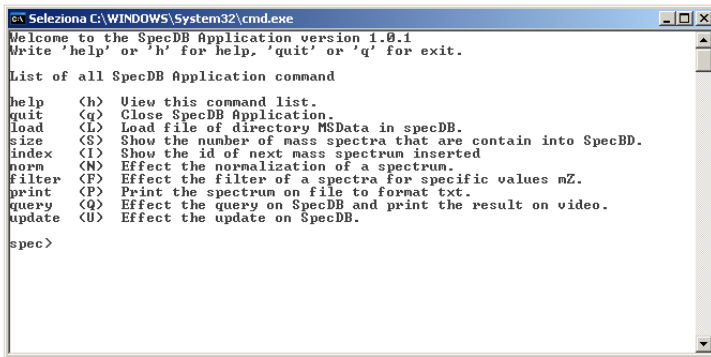 Seleziona C:\WINDOWS\System32\cmd.exe
Welcome to the SpecDB Application version 1.0.1
Write 'help' or 'h' for help, 'quit' or 'q' for exit.
List of all SpecDB Application command
help (h) View this command list.
quit (q) Close SpecDB Application.
load (L) Load file of directory MSData in specDB.
size (S) Show the number of mass spectra that are contain into SpecBD.
index (I) Show the id of next mass spectrum inserted
norm (N) Effect the normalization of a spectrum.
filter (F) Effect the filter of a spectra for specific values mZ.
print (P) Print the spectrum on file to format txt.
query (Q) Effect the query on SpecDB and print the result on video.
update (U) Effect the update on SpecDB.
spec>